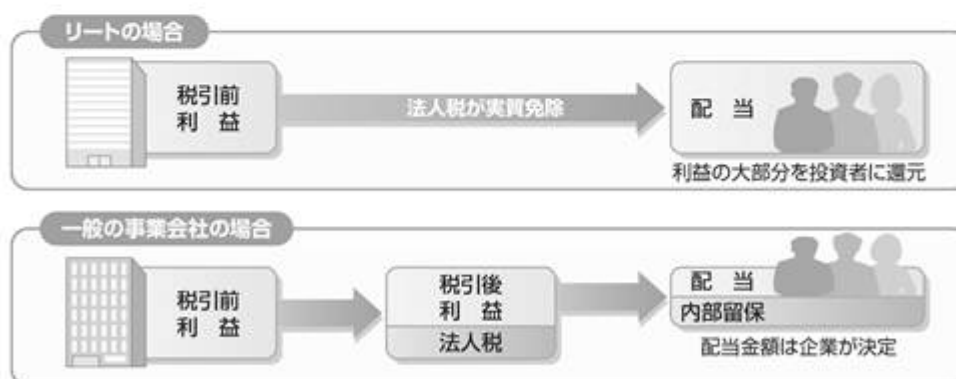 リートの場合
税引前
利 益
法人税が実質免除
配 当
利益の大部分を投資者に還元
一般の事業会社の場合
税引前
利 益
税引後
利 益
法人税
配 当
内部留保
配当金額は企業が決定